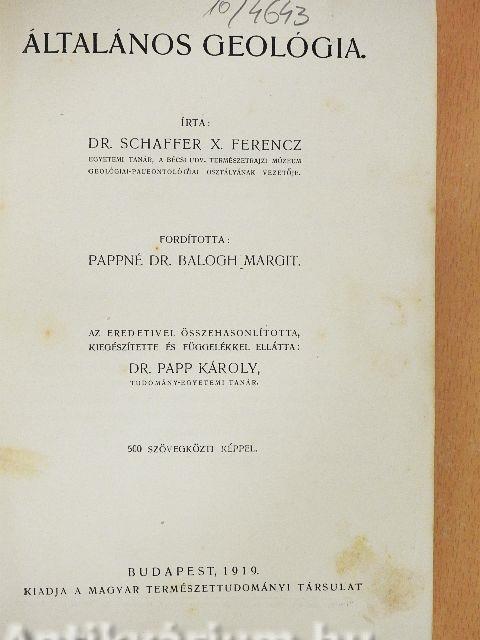 10/4643
ÁLTALÁNOS GEOLÓGIA.
ÍRTA:
DR. SCHAFFER X. FERENCZ
EGYETEMI TANÁR, A BÉCSI UDV. TERMÉSZETRAJZI MÚZEUM
GEOLÓGIAI-PALEONTOLÓGIAI OSZTÁLYÁNAK VEZETŐJE.
FORDÍTOTTA:
PAPPNÉ DR. BALOGH MARGIT.
AZ EREDETIVEL ÖSSZEHASONLÍTOTTA,
KIEGÉSZÍTETTE ÉS FÜGGELÉKKEL ELLÁTTA:
DR. PAPP KÁROLY,
TUDOMÁNY-EGYETEMI TANÁR.
500 SZÖVEGKÖZTI KÉPPEL.
BUDAPEST, 1919.
KIADJA A MAGYAR TERMÉSZETTUDOMÁNYI TÁRSULAT
Antikvárium.hu